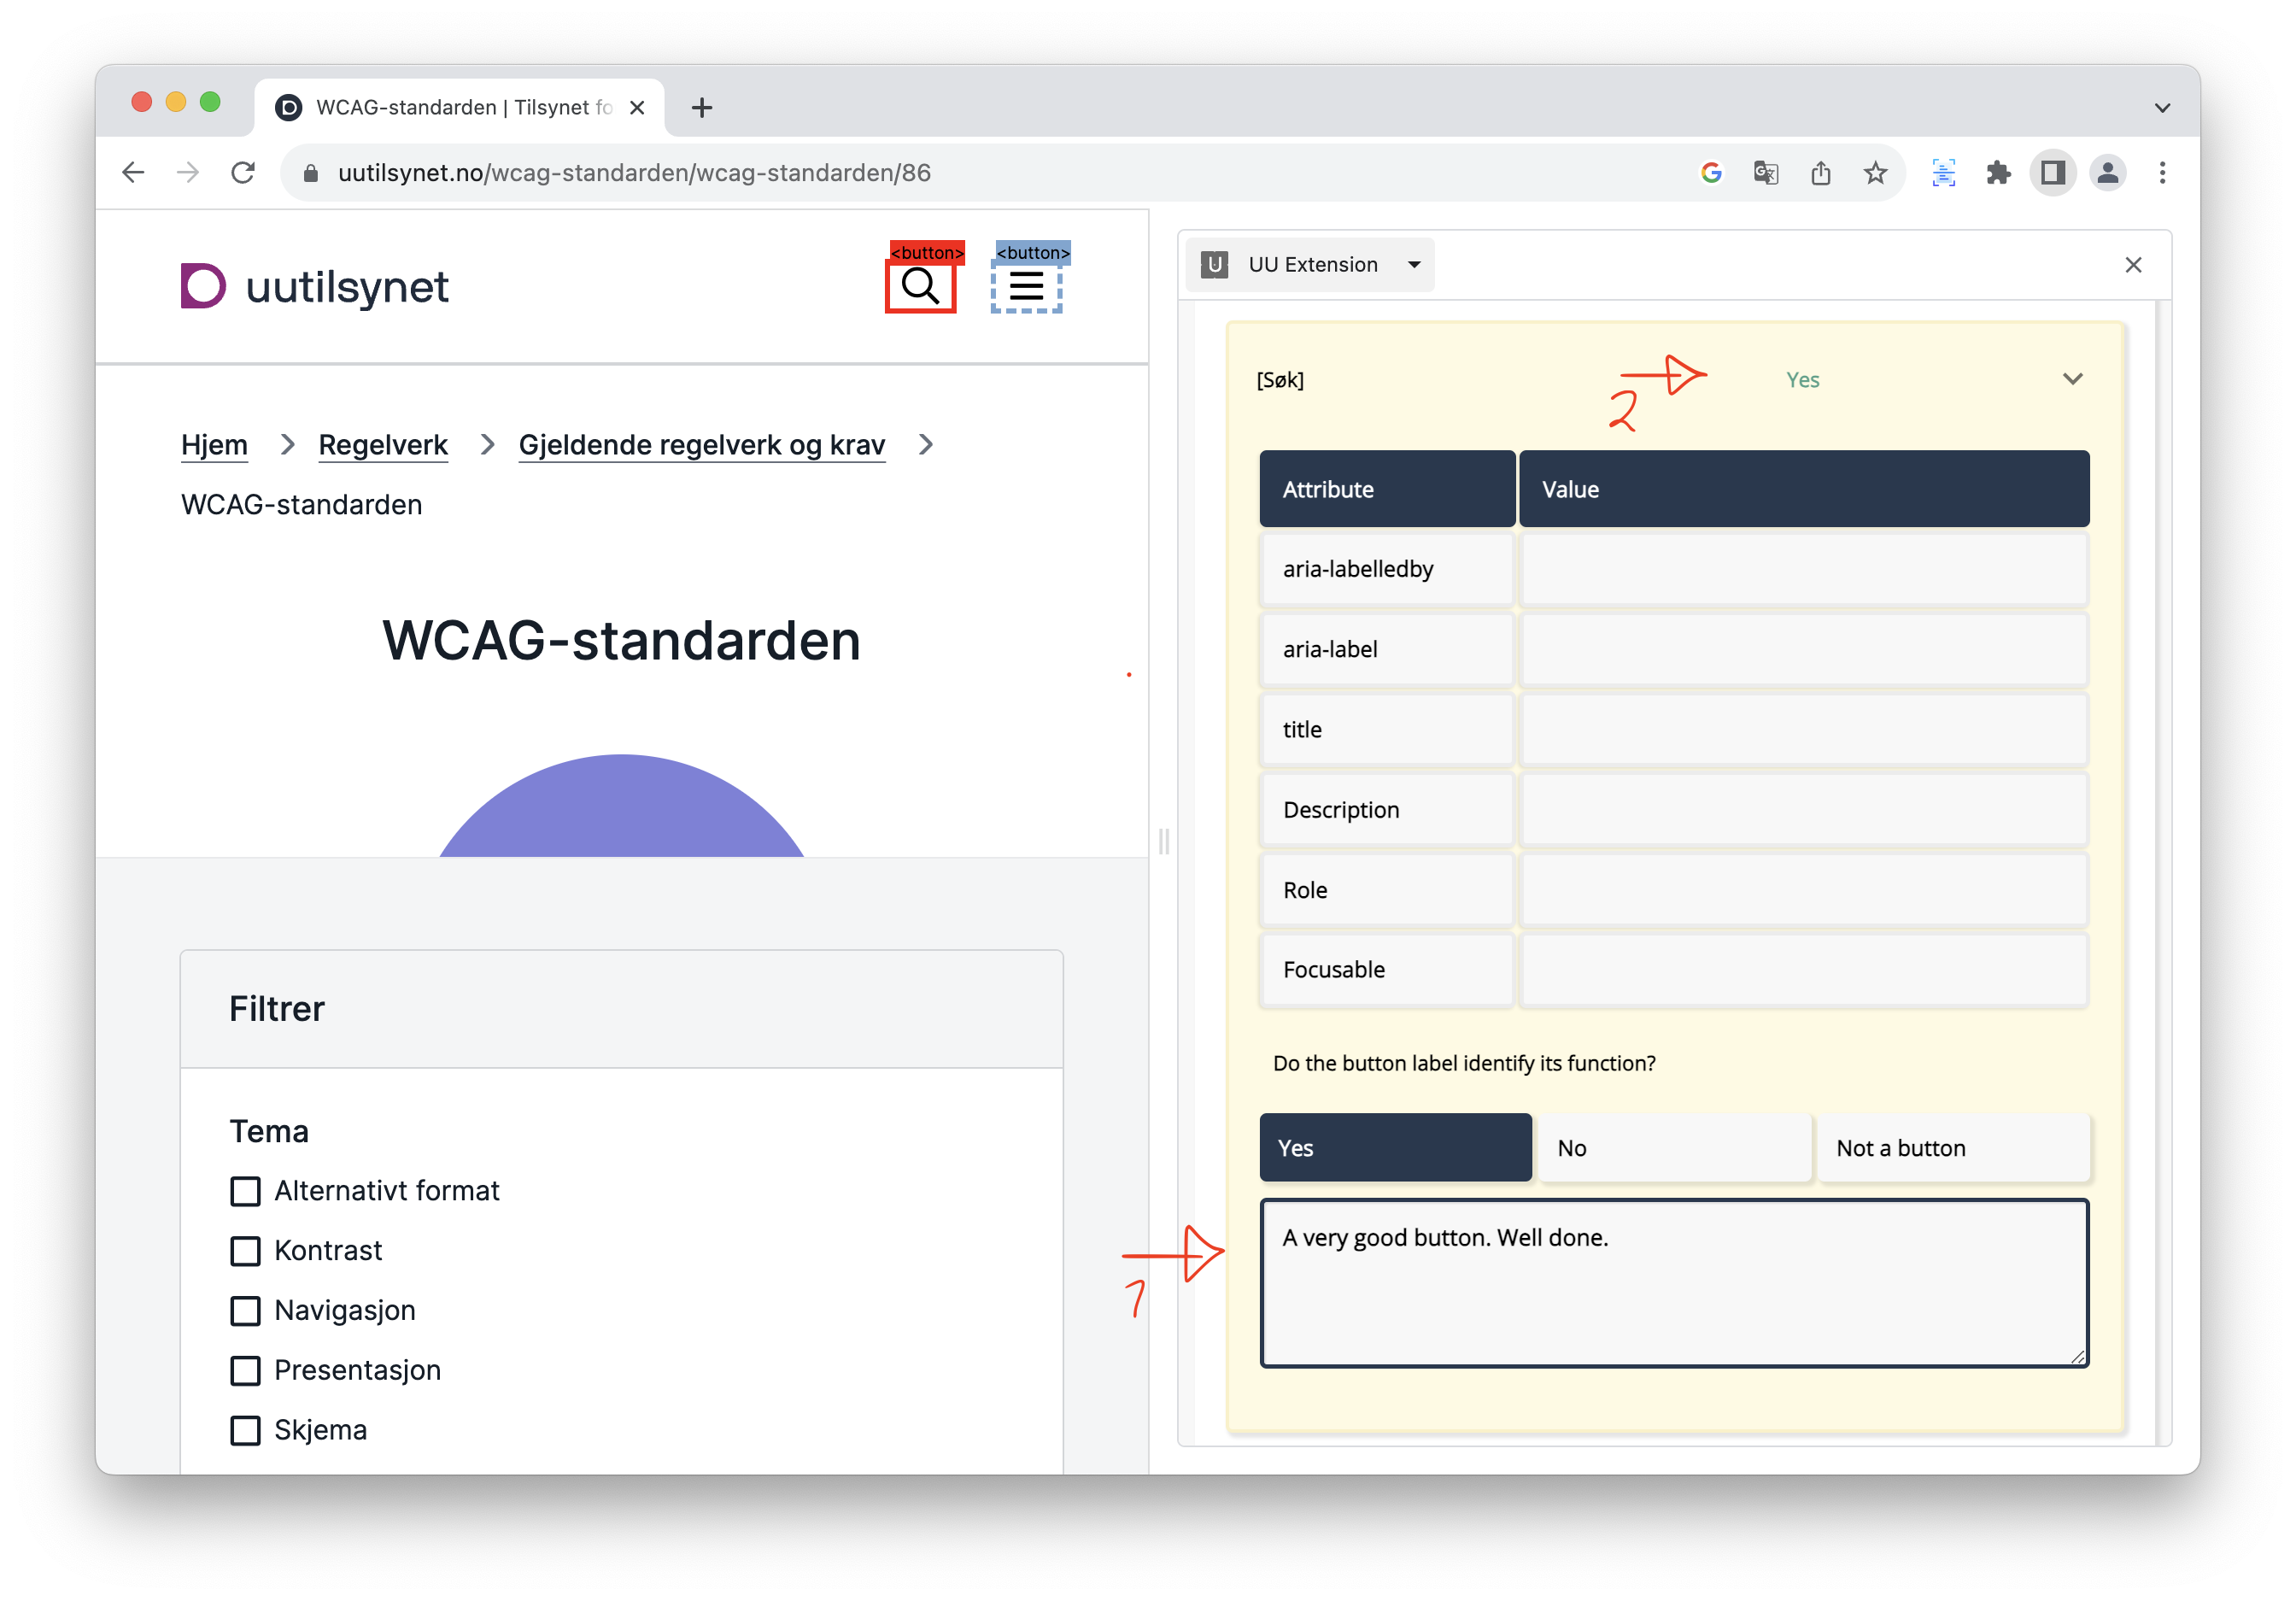 WCAG-standarden | Tilsynet fo
uutilsynet.no/wcag-standarden/wcag-standarden/86
uutilsynet
<button>
<button>
Hjem > Regelverk > Gjeldende regelverk og krav >
WCAG-standarden
WCAG-standarden
Filtrer
Tema
Alternativt format
Kontrast
Navigasjon
Presentasjon
Skjema
U UU Extension
[Søk] 2 Yes
Attribute Value
aria-labelledby
aria-label
title
Description
Role
Focusable
Do the button label identify its function?
Yes No Not a button
1 A very good button. Well done.